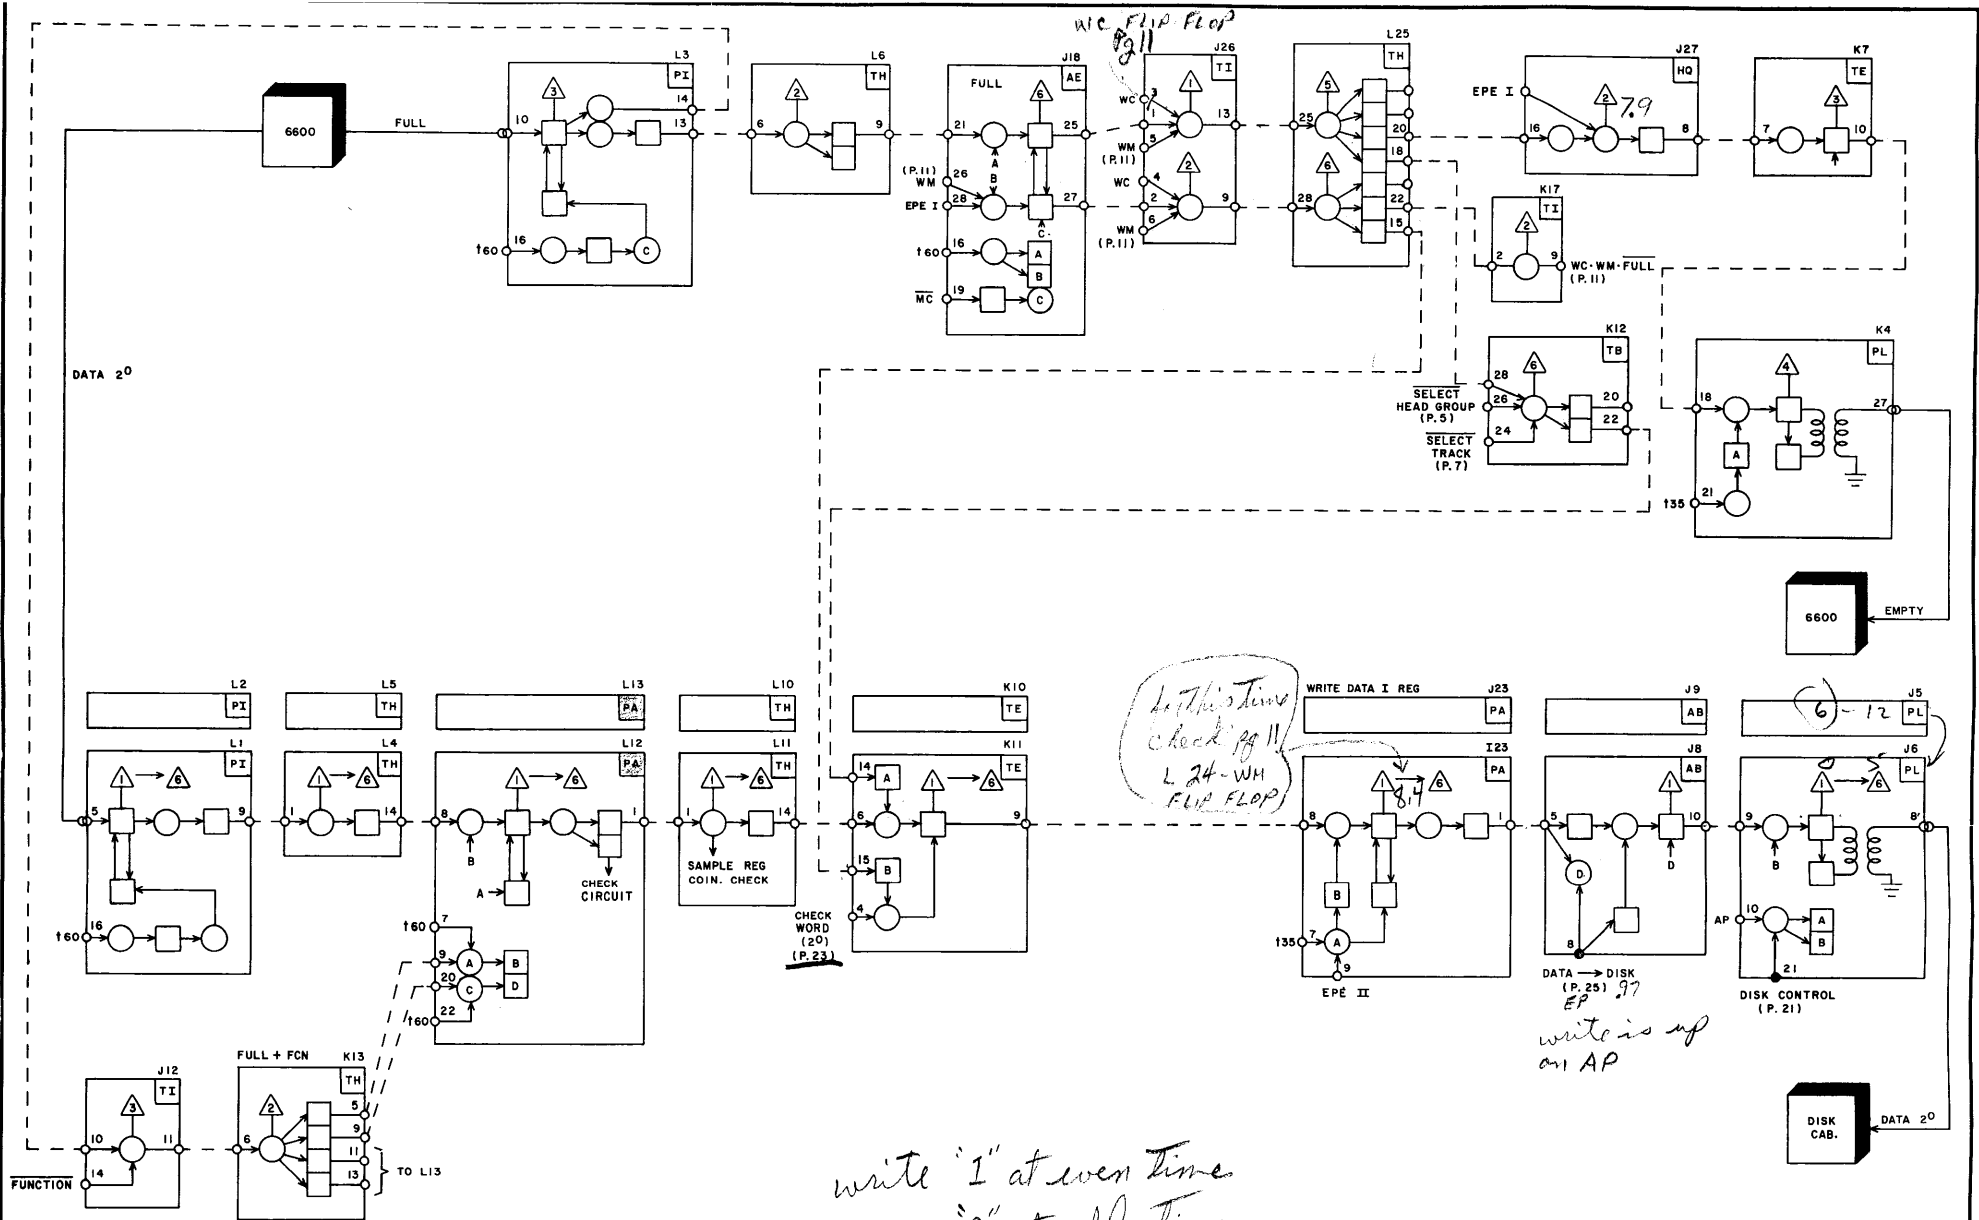 WC FLIP FLOP
Pg 11
6600
FULL
DATA 2⁰
L3
PI
3
10
14
13
†60
16
C
L6
TH
2
6
9
J18
AE
FULL
6
21
25
A
B
(P.11)
WM
26
EPE I
28
27
C
†60
16
A
B
M̅C̅
19
C
J26
TI
1
WC
3
1
5
WM
(P.11)
13
2
WC
4
2
6
WM
(P.11)
9
L25
TH
5
25
20
18
6
28
22
15
J27
HQ
EPE I
2
7.9
16
8
K7
TE
3
7
10
K17
TI
2
2
9
WC·WM·F̅U̅L̅L̅
(P.11)
K12
TB
6
28
S̅E̅L̅E̅C̅T̅
HEAD GROUP
(P.5)
26
20
22
24
S̅E̅L̅E̅C̅T̅
TRACK
(P.7)
K4
PL
4
18
27
A
†35
21
6600
EMPTY
L2
PI
L5
TH
L13
PA
L10
TH
K10
TE
WRITE DATA I REG
J23
PA
J9
AB
6 - 12
J5
PL
This Time
check pg 11
L 24 - WM
FLIP FLOP
L1
PI
1 → 6
5
9
†60
16
L4
TH
1 → 6
1
14
L12
PA
1 → 6
8
1
B
A
CHECK
CIRCUIT
†60
7
9
A
B
20
C
D
†60
22
L11
TH
1 → 6
1
14
SAMPLE REG
COIN. CHECK
K11
TE
14
A
1 → 6
6
9
15
B
4
CHECK
WORD
(2⁰)
(P.23)
I23
PA
1 → 6
8.4
8
1
B
†35
7
A
9
EPE II
J8
AB
1
5
10
D
D
8
DATA → DISK
(P.25)
EP .97
write is up
on AP
J6
PL
1 → 6
0 5
9
8
B
AP
10
A
B
21
DISK CONTROL
(P.21)
J12
TI
3
10
11
14
F̅U̅N̅C̅T̅I̅O̅N̅
FULL + FCN
K13
TH
2
6
5
9
11
13
TO L13
DISK
CAB.
DATA 2⁰
write "1" at even Time